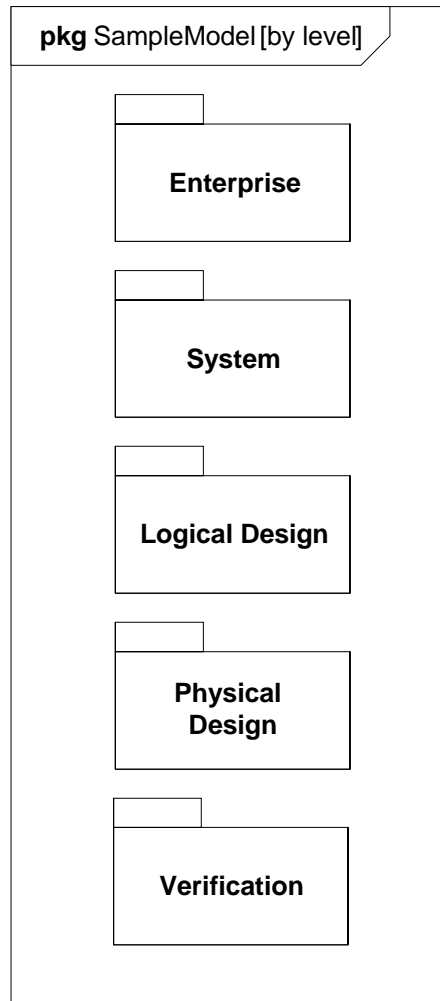 pkg SampleModel [by level]
Enterprise
System
Logical Design
Physical
Design
Verification